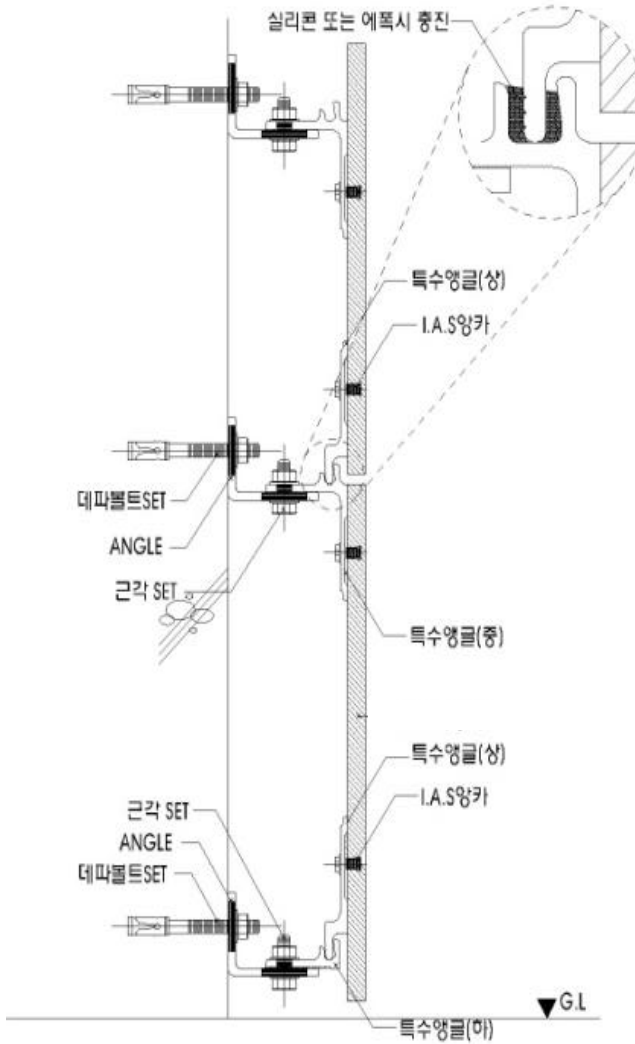 실리콘 또는 에폭시 충진
특수앵글(상)
I.A.S앙카
데파볼트SET
ANGLE
근각 SET
특수앵글(중)
특수앵글(상)
근각 SET
I.A.S앙카
ANGLE
데파볼트SET
G.L
특수앵글(하)